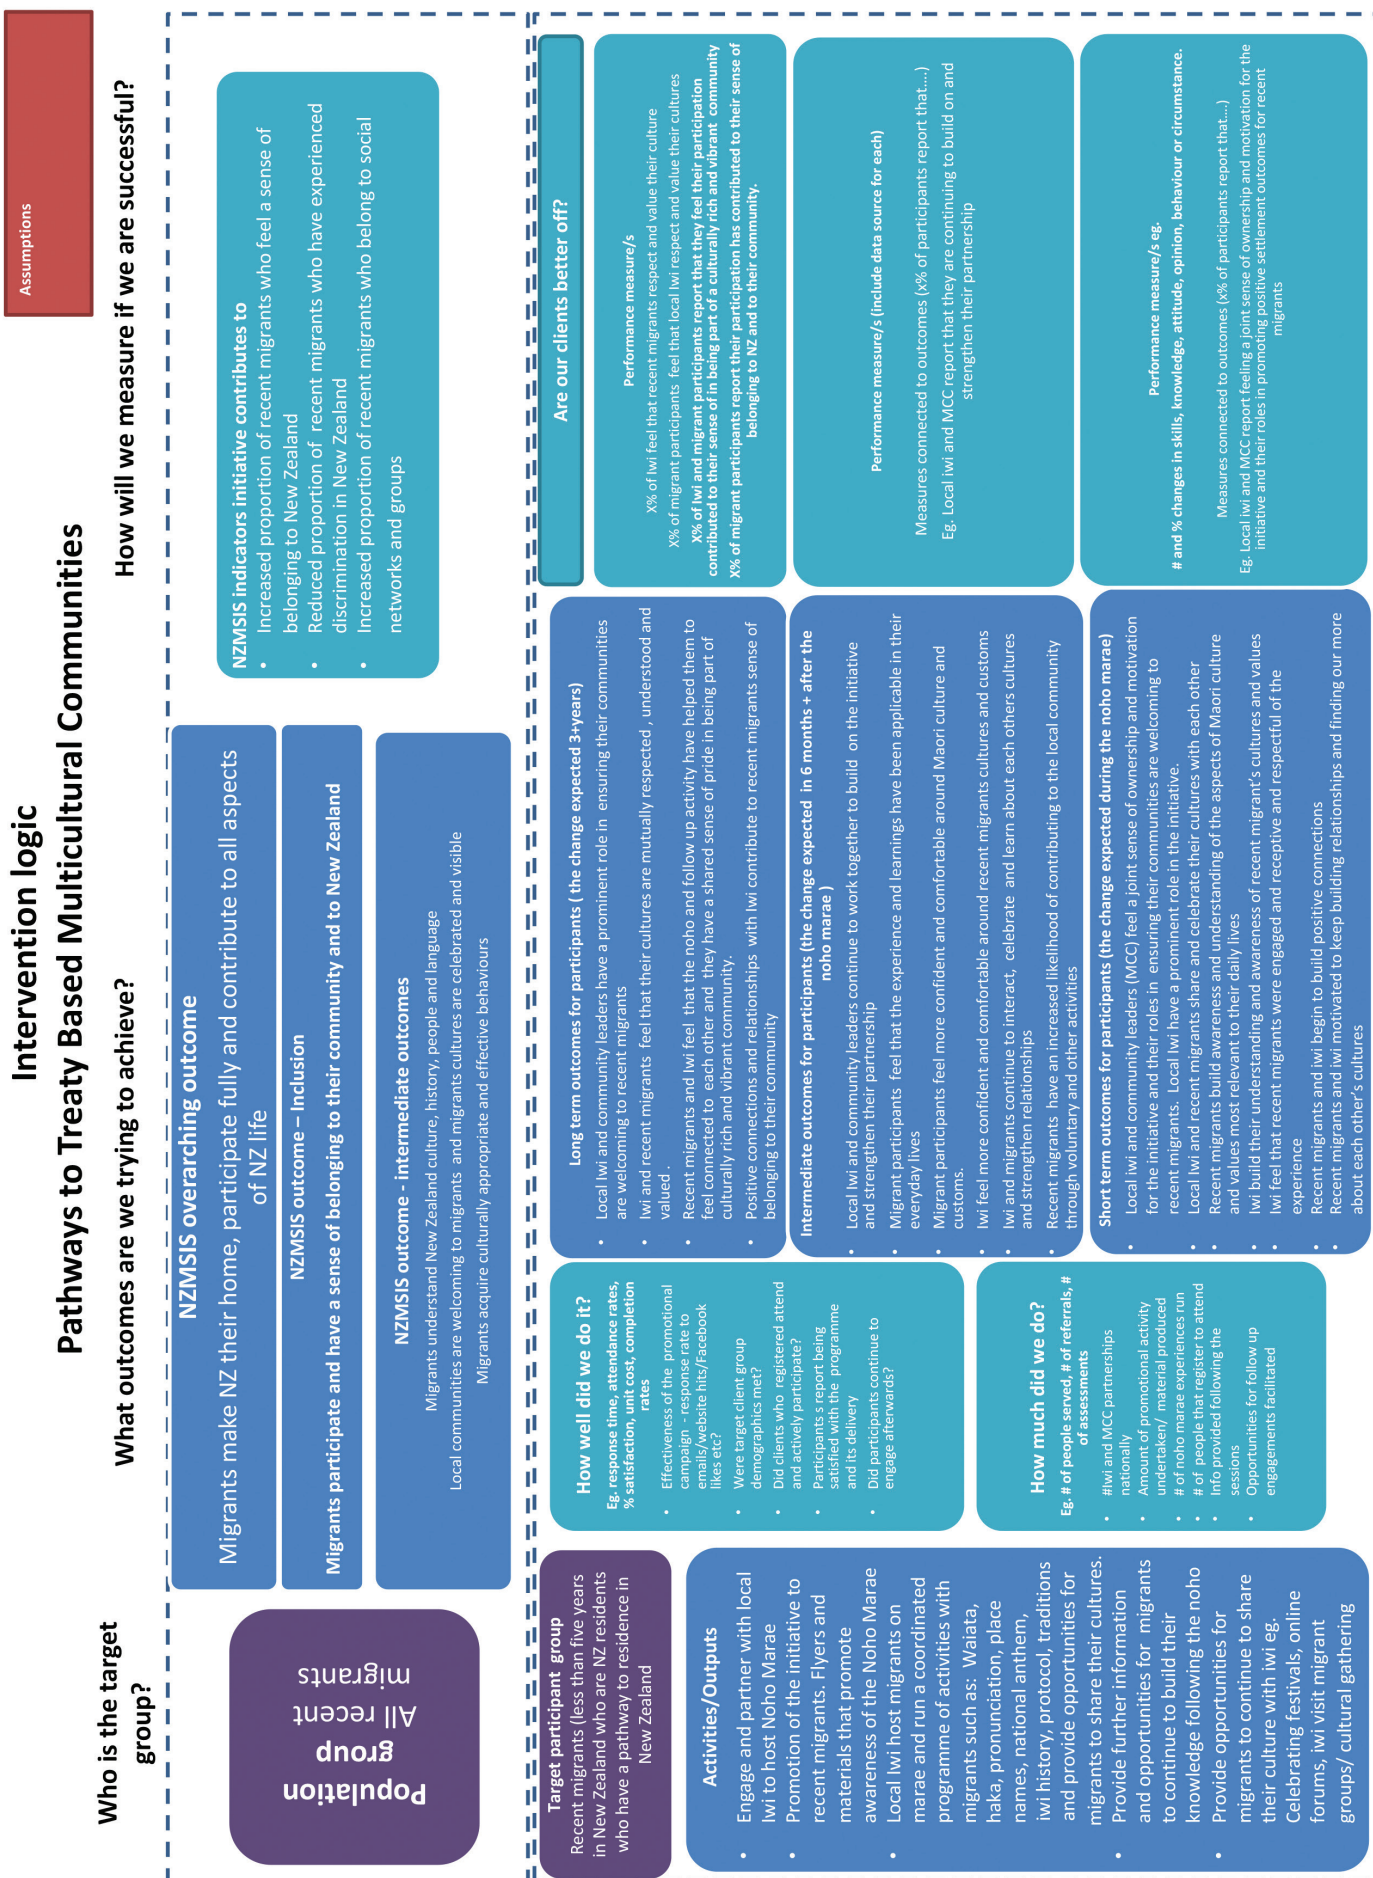 Intervention logic
Pathways to Treaty Based Multicultural Communities
Assumptions
Who is the target
group?
What outcomes are we trying to achieve?
How will we measure if we are successful?
Population
group
All recent
migrants
NZMSIS overarching outcome
Migrants make NZ their home, participate fully and contribute to all aspects
of NZ life
NZMSIS outcome – Inclusion
Migrants participate and have a sense of belonging to their community and to New Zealand
NZMSIS outcome - intermediate outcomes
Migrants understand New Zealand culture, history, people and language
Local communities are welcoming to migrants and migrants cultures are celebrated and visible
Migrants acquire culturally appropriate and effective behaviours
NZMSIS indicators initiative contributes to
• Increased proportion of recent migrants who feel a sense of
belonging to New Zealand
• Reduced proportion of recent migrants who have experienced
discrimination in New Zealand
• Increased proportion of recent migrants who belong to social
networks and groups
Target participant group
Recent migrants (less than five years
in New Zealand who are NZ residents
who have a pathway to residence in
New Zealand
Activities/Outputs
• Engage and partner with local
Iwi to host Noho Marae
• Promotion of the initiative to
recent migrants. Flyers and
materials that promote
awareness of the Noho Marae
• Local Iwi host migrants on
marae and run a coordinated
programme of activities with
migrants such as: Waiata,
haka, pronunciation, place
names, national anthem,
iwi history, protocol, traditions
and provide opportunities for
migrants to share their cultures.
• Provide further information
and opportunities for migrants
to continue to build their
knowledge following the noho
• Provide opportunities for
migrants to continue to share
their culture with iwi eg.
Celebrating festivals, online
forums, iwi visit migrant
groups/ cultural gathering
How well did we do it?
Eg. response time, attendance rates,
% satisfaction, unit cost, completion
rates
• Effectiveness of the promotional
campaign - response rate to
emails/website hits/Facebook
likes etc?
• Were target client group
demographics met?
• Did clients who registered attend
and actively participate?
• Participant s report being
satisfied with the programme
and its delivery
• Did participants continue to
engage afterwards?
How much did we do?
Eg. # of people served, # of referrals, #
of assessments
• #Iwi and MCC partnerships
nationally
• Amount of promotional activity
undertaken/ material produced
• # of noho marae experiences run
• # of people that register to attend
• Info provided following the
sessions
• Opportunities for follow up
engagements facilitated
Long term outcomes for participants ( the change expected 3+years)
• Local Iwi and community leaders have a prominent role in ensuring their communities
are welcoming to recent migrants
• Iwi and recent migrants feel that their cultures are mutually respected , understood and
valued .
• Recent migrants and Iwi feel that the noho and follow up activity have helped them to
feel connected to each other and they have a shared sense of pride in being part of
culturally rich and vibrant community.
• Positive connections and relationships with Iwi contribute to recent migrants sense of
belonging to their community
Intermediate outcomes for participants (the change expected in 6 months + after the
noho marae )
• Local Iwi and community leaders continue to work together to build on the initiative
and strengthen their partnership
• Migrant participants feel that the experience and learnings have been applicable in their
everyday lives
• Migrant participants feel more confident and comfortable around Maori culture and
customs.
• Iwi feel more confident and comfortable around recent migrants cultures and customs
• Iwi and migrants continue to interact, celebrate and learn about each others cultures
and strengthen relationships
• Recent migrants have an increased likelihood of contributing to the local community
through voluntary and other activities
Short term outcomes for participants (the change expected during the noho marae)
• Local Iwi and community leaders (MCC) feel a joint sense of ownership and motivation
for the initiative and their roles in ensuring their communities are welcoming to
recent migrants. Local Iwi have a prominent role in the initiative.
• Local Iwi and recent migrants share and celebrate their cultures with each other
• Recent migrants build awareness and understanding of the aspects of Maori culture
and values most relevant to their daily lives
• Iwi build their understanding and awareness of recent migrant's cultures and values
• Iwi feel that recent migrants were engaged and receptive and respectful of the
experience
• Recent migrants and iwi begin to build positive connections
• Recent migrants and iwi motivated to keep building relationships and finding our more
about each other's cultures
Are our clients better off?
Performance measure/s
X% of Iwi feel that recent migrants respect and value their culture
X% of migrant participants feel that local Iwi respect and value their cultures
X% of Iwi and migrant participants report that they feel their participation
contributed to their sense of in being part of a culturally rich and vibrant community
X% of migrant participants report their participation has contributed to their sense of
belonging to NZ and to their community.
Performance measure/s (include data source for each)
Measures connected to outcomes (x% of participants report that....)
Eg. Local iwi and MCC report that they are continuing to build on and
strengthen their partnership
Performance measure/s eg.
# and % changes in skills, knowledge, attitude, opinion, behaviour or circumstance.
Measures connected to outcomes (x% of participants report that....)
Eg. Local iwi and MCC report feeling a joint sense of ownership and motivation for the
initiative and their roles in promoting positive settlement outcomes for recent
migrants